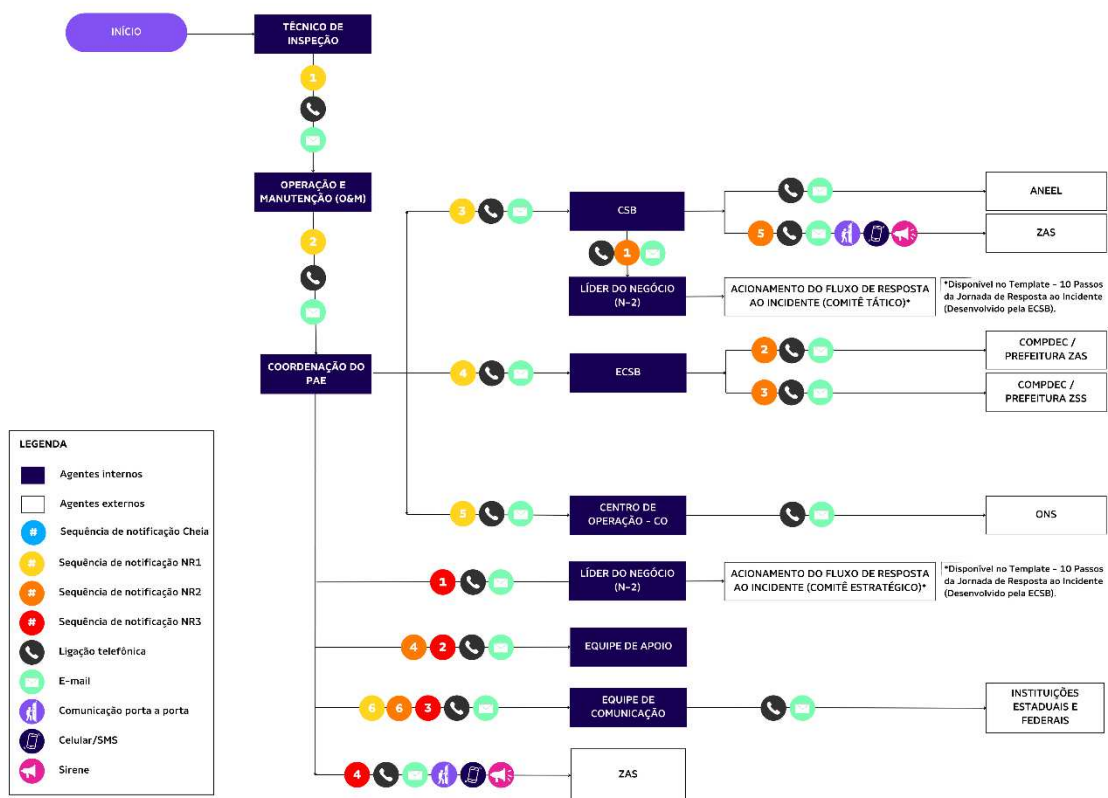 INÍCIO
TÉCNICO DE
INSPEÇÃO
1
OPERAÇÃO E
MANUTENÇÃO (O&M)
2
COORDENAÇÃO DO
PAE
3
CSB
ANEEL
5
ZAS
1
LÍDER DO NEGÓCIO
(N-2)
ACIONAMENTO DO FLUXO DE RESPOSTA
AO INCIDENTE (COMITÊ TÁTICO)*
*Disponível no Template - 10 Passos
da Jornada de Resposta ao Incidente
(Desenvolvido pela ECSB).
4
ECSB
2
COMPDEC /
PREFEITURA ZAS
3
COMPDEC /
PREFEITURA ZSS
5
CENTRO DE
OPERAÇÃO - CO
ONS
1
LÍDER DO NEGÓCIO
(N-2)
ACIONAMENTO DO FLUXO DE RESPOSTA
AO INCIDENTE (COMITÊ ESTRATÉGICO)*
*Disponível no Template - 10 Passos
da Jornada de Resposta ao Incidente
(Desenvolvido pela ECSB).
4 2
EQUIPE DE APOIO
6 6 3
EQUIPE DE
COMUNICAÇÃO
INSTITUIÇÕES
ESTADUAIS E
FEDERAIS
4
ZAS
LEGENDA
Agentes internos
Agentes externos
# Sequência de notificação Cheia
# Sequência de notificação NR1
# Sequência de notificação NR2
# Sequência de notificação NR3
Ligação telefônica
E-mail
Comunicação porta a porta
Celular/SMS
Sirene